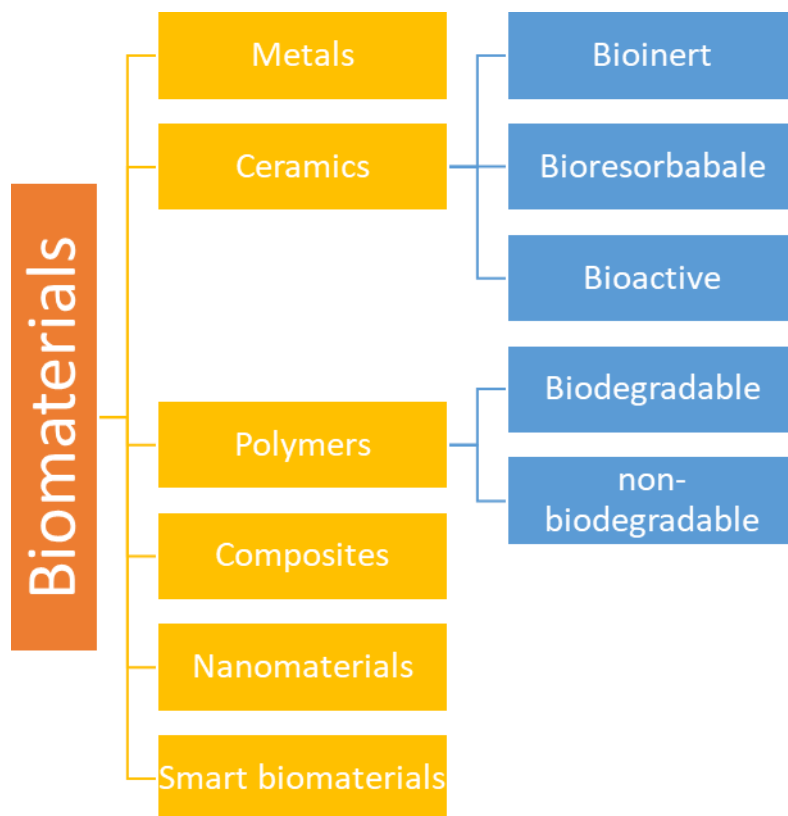 Biomaterials
Metals
Ceramics
Polymers
Composites
Nanomaterials
Smart biomaterials
Bioinert
Bioresorbabale
Bioactive
Biodegradable
non-
biodegradable